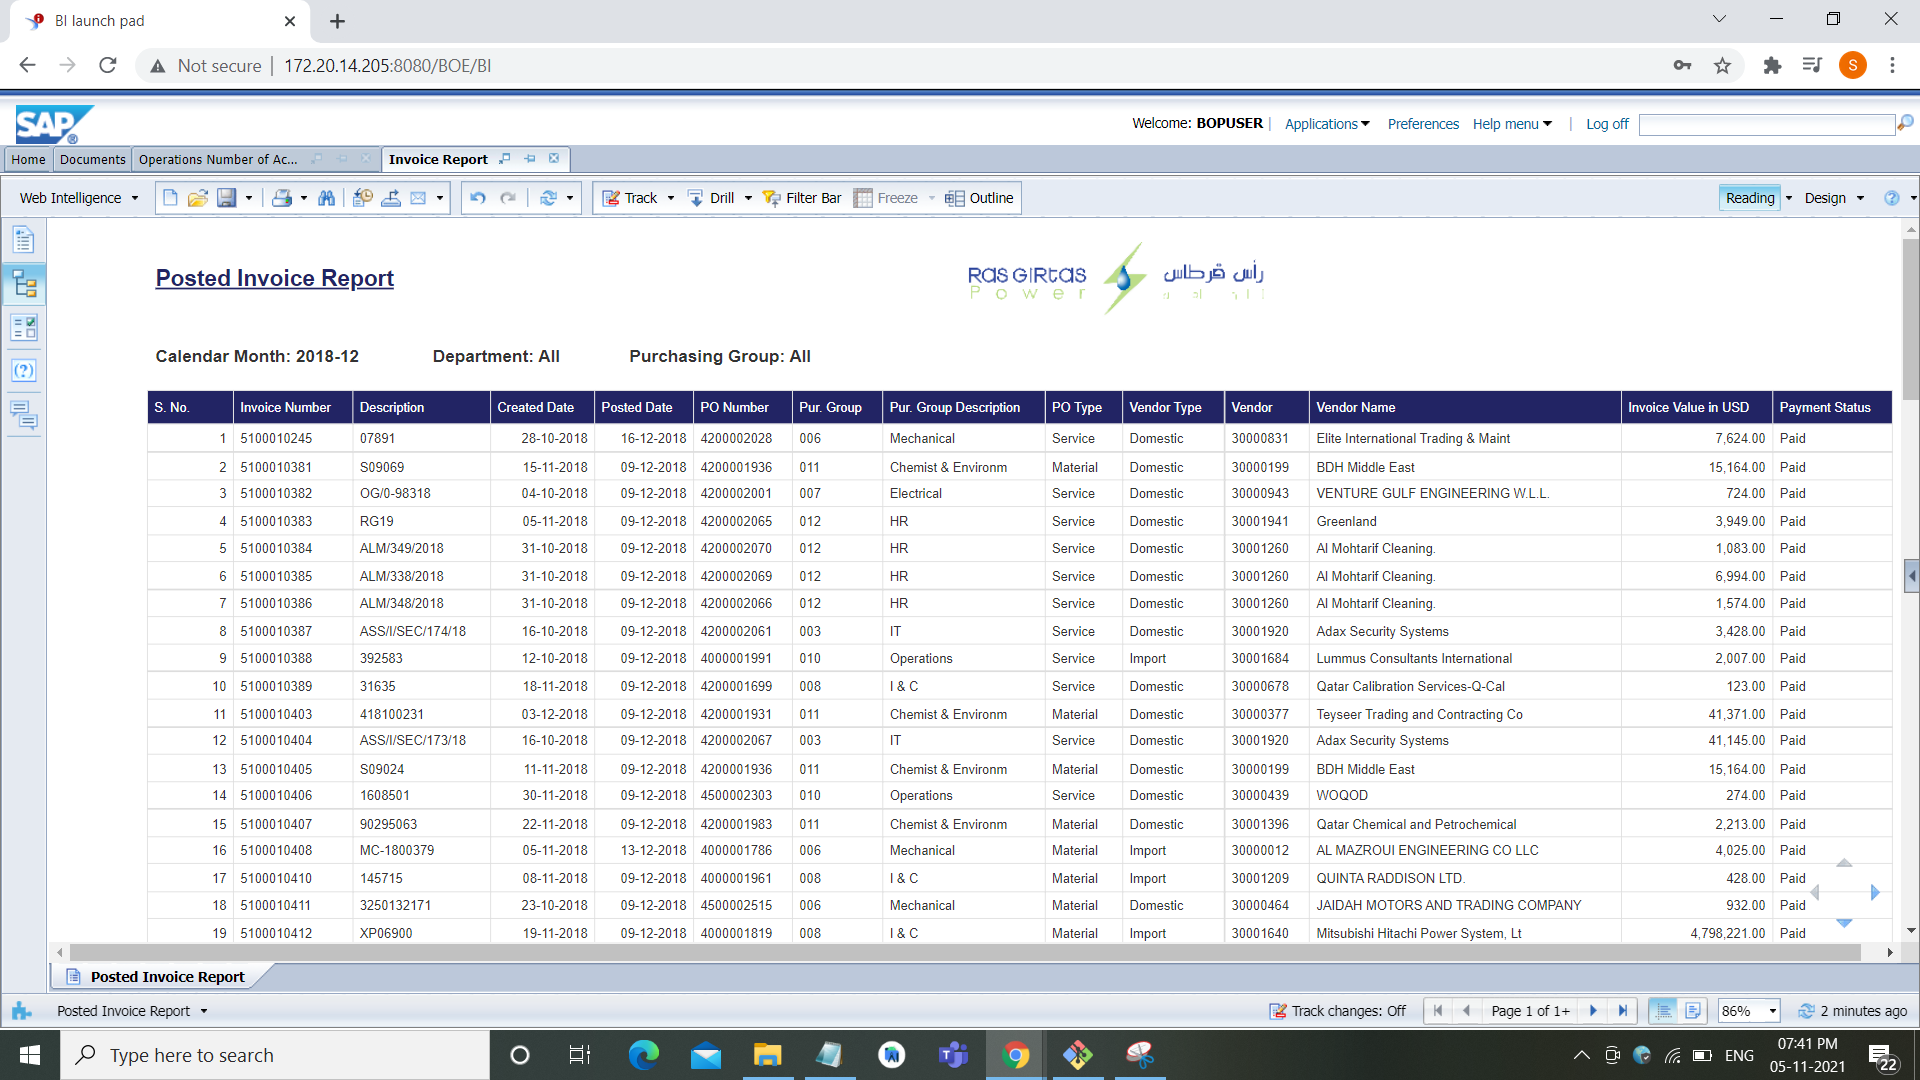 BI launch pad
Not secure 172.20.14.205:8080/BOE/BI
S
SAP
Welcome: BOPUSER Applications Preferences Help menu Log off
Home Documents Operations Number of Ac... Invoice Report
Web Intelligence Track Drill Filter Bar Freeze Outline Reading Design
Posted Invoice Report
Ras Girtas
Power
رأس قرطاس
Calendar Month: 2018-12 Department: All Purchasing Group: All
S. No. Invoice Number Description Created Date Posted Date PO Number Pur. Group Pur. Group Description PO Type Vendor Type Vendor Vendor Name Invoice Value in USD Payment Status
1 5100010245 07891 28-10-2018 16-12-2018 4200002028 006 Mechanical Service Domestic 30000831 Elite International Trading & Maint 7,624.00 Paid
2 5100010381 S09069 15-11-2018 09-12-2018 4200001936 011 Chemist & Environm Material Domestic 30000199 BDH Middle East 15,164.00 Paid
3 5100010382 OG/0-98318 04-10-2018 09-12-2018 4200002001 007 Electrical Service Domestic 30000943 VENTURE GULF ENGINEERING W.L.L. 724.00 Paid
4 5100010383 RG19 05-11-2018 09-12-2018 4200002065 012 HR Service Domestic 30001941 Greenland 3,949.00 Paid
5 5100010384 ALM/349/2018 31-10-2018 09-12-2018 4200002070 012 HR Service Domestic 30001260 Al Mohtarif Cleaning. 1,083.00 Paid
6 5100010385 ALM/338/2018 31-10-2018 09-12-2018 4200002069 012 HR Service Domestic 30001260 Al Mohtarif Cleaning. 6,994.00 Paid
7 5100010386 ALM/348/2018 31-10-2018 09-12-2018 4200002066 012 HR Service Domestic 30001260 Al Mohtarif Cleaning. 1,574.00 Paid
8 5100010387 ASS/I/SEC/174/18 16-10-2018 09-12-2018 4200002061 003 IT Service Domestic 30001920 Adax Security Systems 3,428.00 Paid
9 5100010388 392583 12-10-2018 09-12-2018 4000001991 010 Operations Service Import 30001684 Lummus Consultants International 2,007.00 Paid
10 5100010389 31635 18-11-2018 09-12-2018 4200001699 008 I & C Service Domestic 30000678 Qatar Calibration Services-Q-Cal 123.00 Paid
11 5100010403 418100231 03-12-2018 09-12-2018 4200001931 011 Chemist & Environm Material Domestic 30000377 Teyseer Trading and Contracting Co 41,371.00 Paid
12 5100010404 ASS/I/SEC/173/18 16-10-2018 09-12-2018 4200002067 003 IT Service Domestic 30001920 Adax Security Systems 41,145.00 Paid
13 5100010405 S09024 11-11-2018 09-12-2018 4200001936 011 Chemist & Environm Material Domestic 30000199 BDH Middle East 15,164.00 Paid
14 5100010406 1608501 30-11-2018 09-12-2018 4500002303 010 Operations Service Domestic 30000439 WOQOD 274.00 Paid
15 5100010407 90295063 22-11-2018 09-12-2018 4200001983 011 Chemist & Environm Material Domestic 30001396 Qatar Chemical and Petrochemical 2,213.00 Paid
16 5100010408 MC-1800379 05-11-2018 13-12-2018 4000001786 006 Mechanical Material Import 30000012 AL MAZROUI ENGINEERING CO LLC 4,025.00 Paid
17 5100010410 145715 08-11-2018 09-12-2018 4000001961 008 I & C Material Import 30001209 QUINTA RADDISON LTD. 428.00 Paid
18 5100010411 3250132171 23-10-2018 09-12-2018 4500002515 006 Mechanical Material Domestic 30000464 JAIDAH MOTORS AND TRADING COMPANY 932.00 Paid
19 5100010412 XP06900 19-11-2018 09-12-2018 4000001819 008 I & C Material Import 30001640 Mitsubishi Hitachi Power System, Lt 4,798,221.00 Paid
Posted Invoice Report
Posted Invoice Report Track changes: Off Page 1 of 1+ 86% 2 minutes ago
Type here to search ENG 07:41 PM
05-11-2021 22